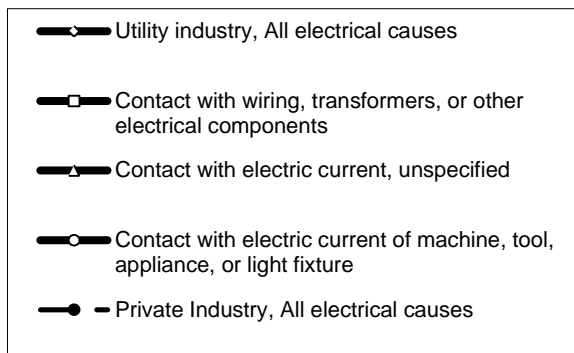 Utility industry, All electrical causes
Contact with wiring, transformers, or other
electrical components
Contact with electric current, unspecified
Contact with electric current of machine, tool,
appliance, or light fixture
Private Industry, All electrical causes